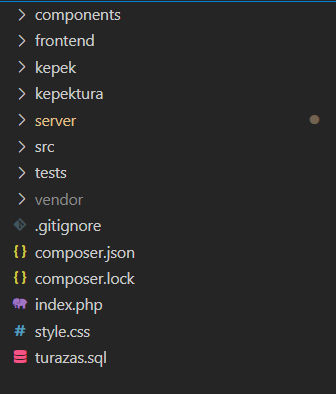 components
frontend
kepek
kepektura
server
src
tests
vendor
.gitignore
composer.json
composer.lock
index.php
style.css
turazas.sql